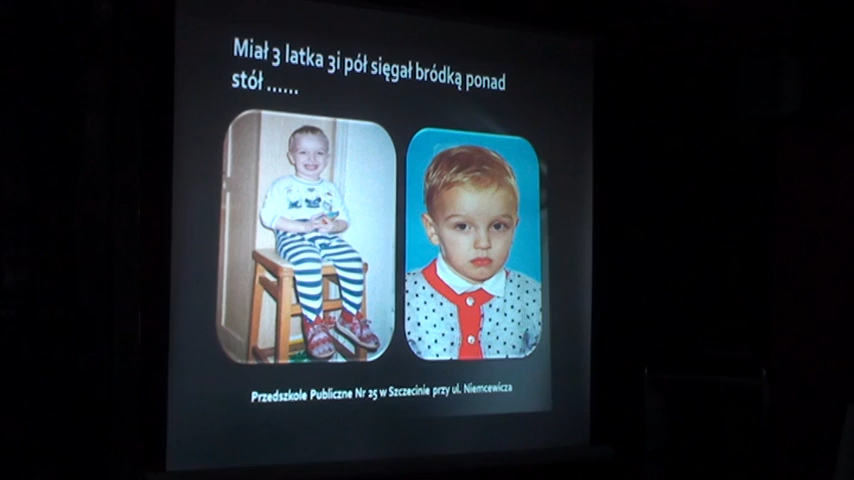 Miał 3 latka 3i pół sięgał bródką ponad
stół ......
Przedszkole Publiczne Nr 25 w Szczecinie przy ul. Niemcewicza